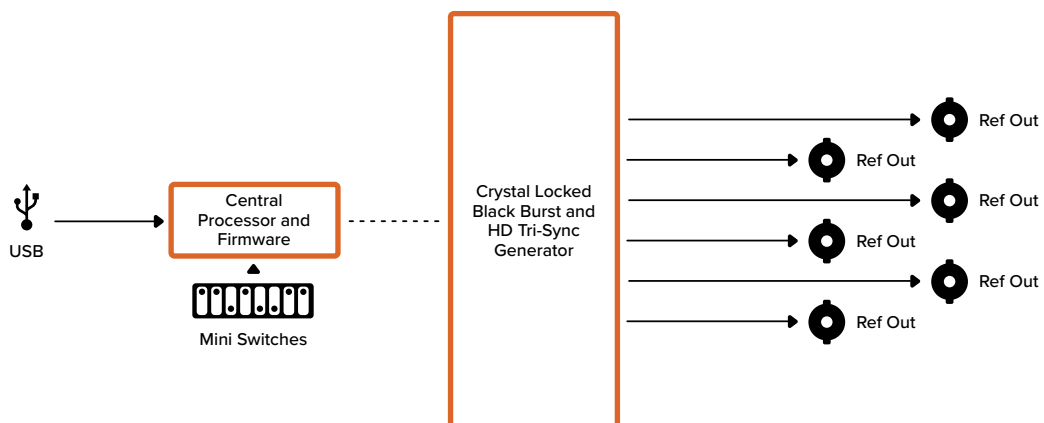 USB
Central
Processor and
Firmware
Mini Switches
Crystal Locked
Black Burst and
HD Tri-Sync
Generator
Ref Out
Ref Out
Ref Out
Ref Out
Ref Out
Ref Out